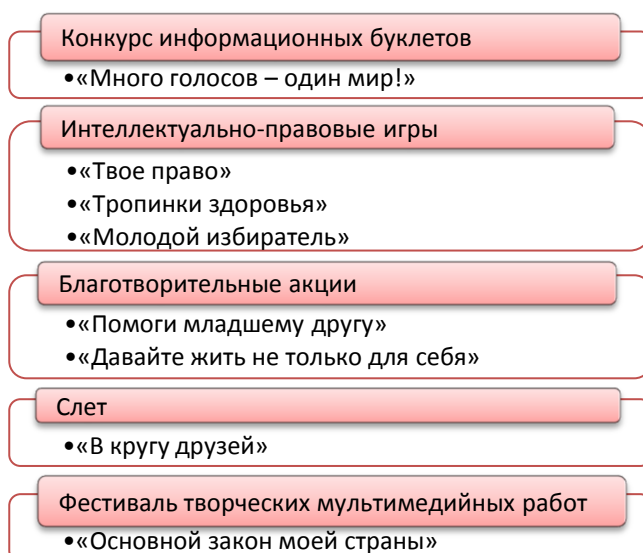 Конкурс информационных буклетов
•«Много голосов – один мир!»
Интеллектуально-правовые игры
•«Твое право»
•«Тропинки здоровья»
•«Молодой избиратель»
Благотворительные акции
•«Помоги младшему другу»
•«Давайте жить не только для себя»
Слет
•«В кругу друзей»
Фестиваль творческих мультимедийных работ
•«Основной закон моей страны»